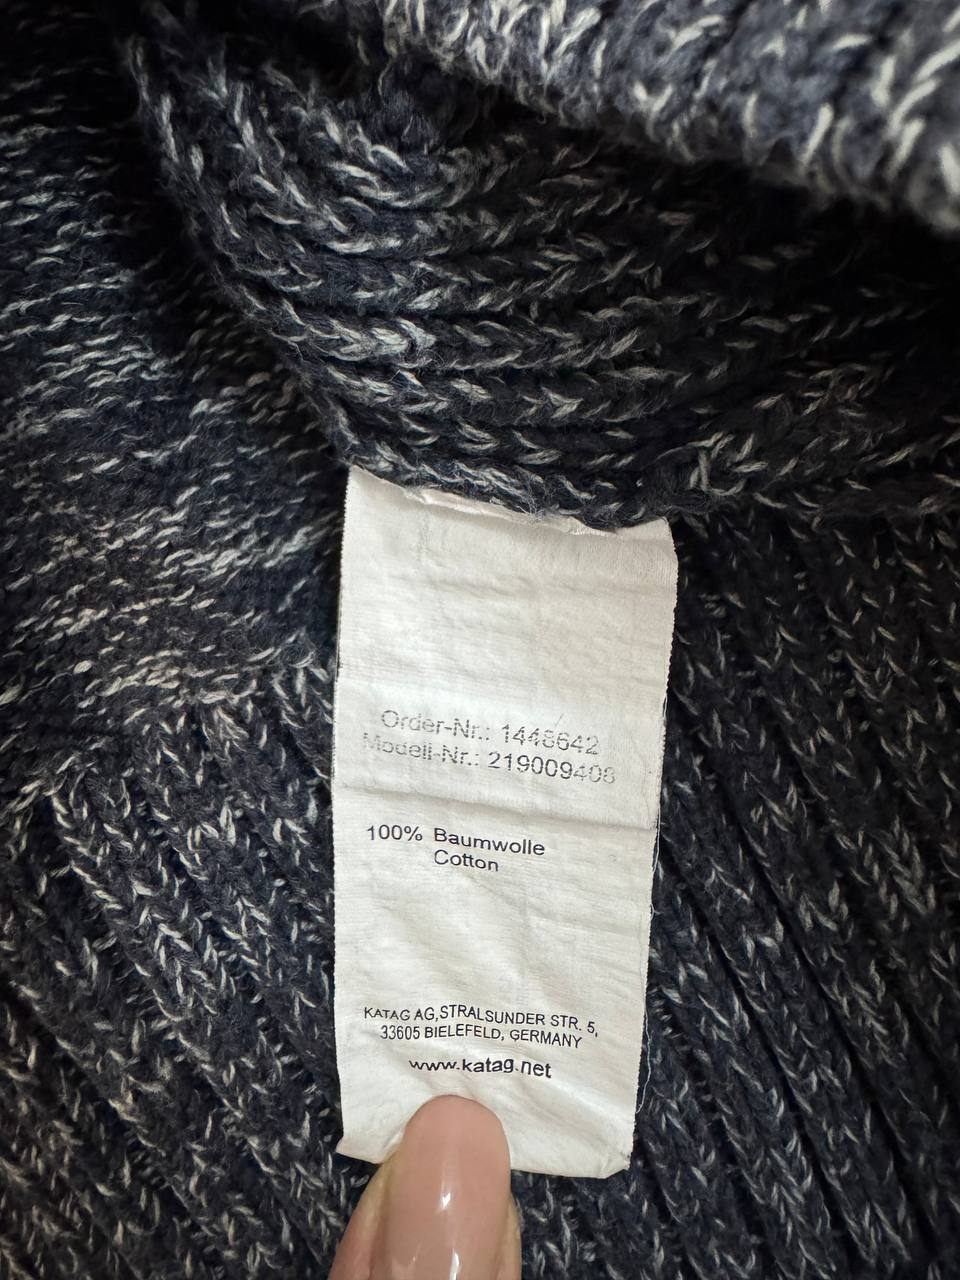 Order-Nr.: 1448642
Modell-Nr.: 219009408
100% Baumwolle
Cotton
KATAG AG,STRALSUNDER STR. 5,
33605 BIELEFELD, GERMANY
www.katag.net